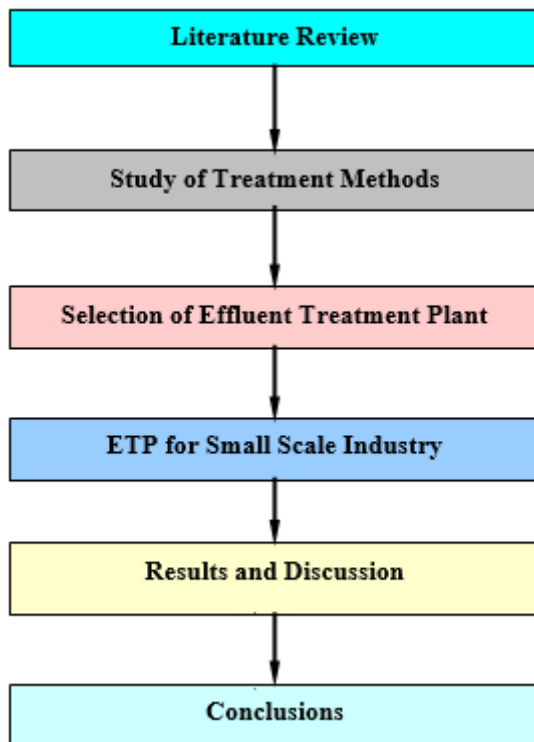 Literature Review
Study of Treatment Methods
Selection of Effluent Treatment Plant
ETP for Small Scale Industry
Results and Discussion
Conclusions